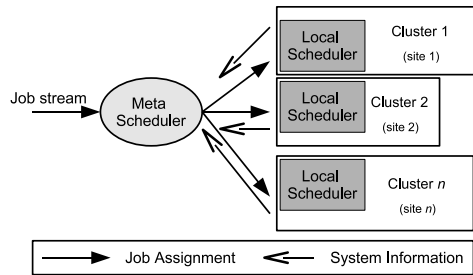 Job stream
Meta
Scheduler
Local
Scheduler
Cluster 1
(site 1)
Local
Scheduler
Cluster 2
(site 2)
Local
Scheduler
Cluster n
(site n)
Job Assignment
System Information